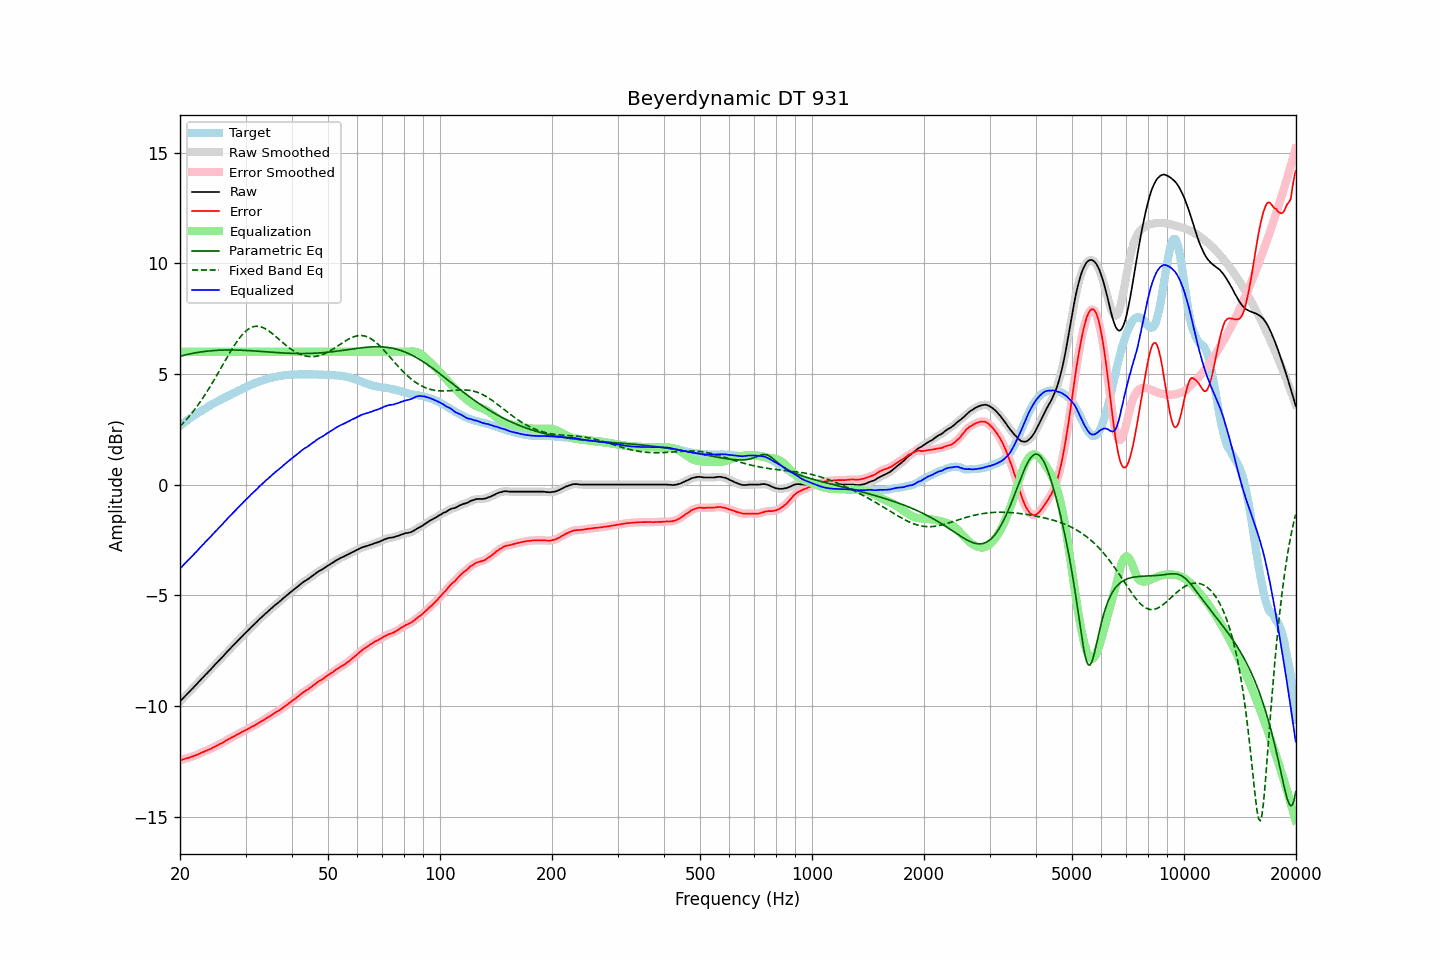 Beyerdynamic DT 931
Target
Raw Smoothed
Error Smoothed
Raw
Error
Equalization
Parametric Eq
Fixed Band Eq
Equalized
15
10
5
0
−5
−10
−15
Amplitude (dBr)
20
50
100
200
500
1000
2000
5000
10000
20000
Frequency (Hz)